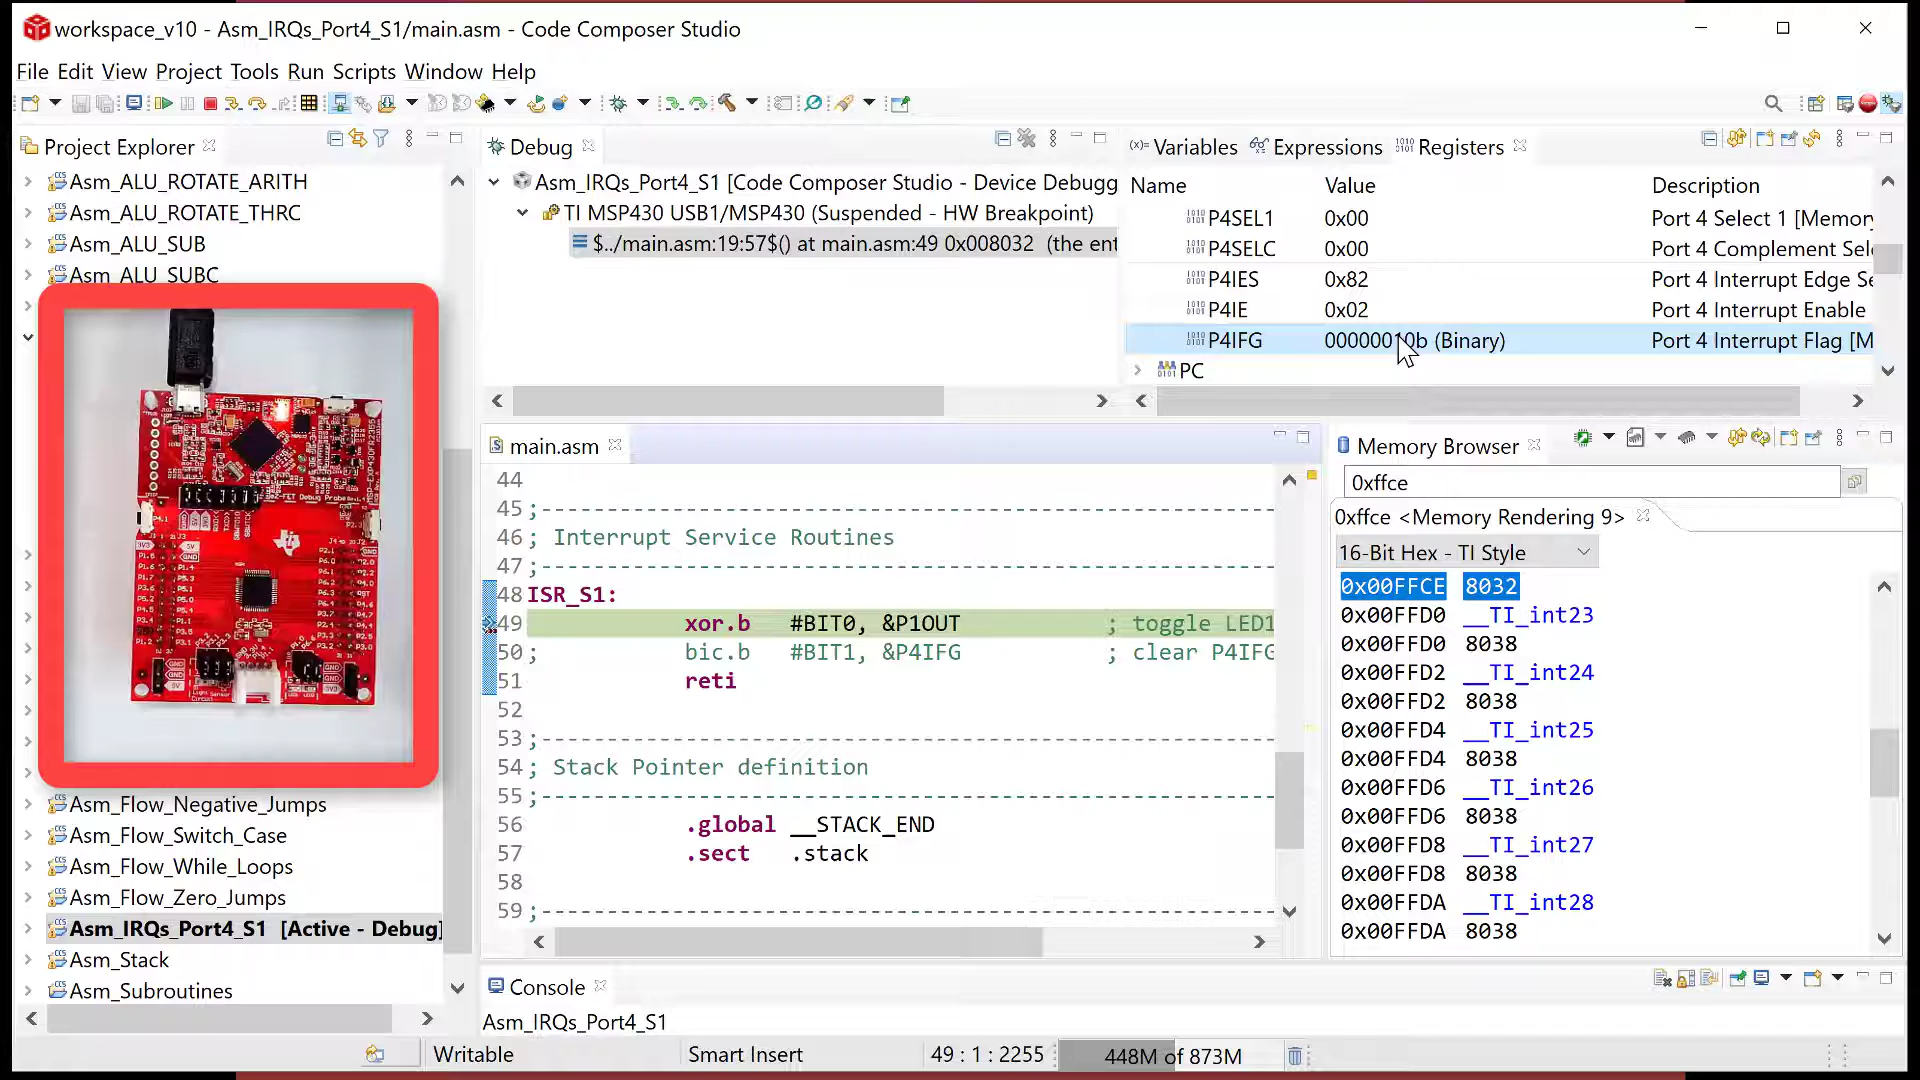 workspace_v10 - Asm_IRQs_Port4_S1/main.asm - Code Composer Studio
File Edit View Project Tools Run Scripts Window Help
Project Explorer
Asm_ALU_ROTATE_ARITH
Asm_ALU_ROTATE_THRC
Asm_ALU_SUB
Asm_ALU_SUBC
Asm_Flow_Negative_Jumps
Asm_Flow_Switch_Case
Asm_Flow_While_Loops
Asm_Flow_Zero_Jumps
Asm_IRQs_Port4_S1 [Active - Debug]
Asm_Stack
Asm_Subroutines
Debug
Asm_IRQs_Port4_S1 [Code Composer Studio - Device Debugg
TI MSP430 USB1/MSP430 (Suspended - HW Breakpoint)
$../main.asm:19:57$() at main.asm:49 0x008032 (the ent
(x)= Variables Expressions Registers
Name Value Description
P4SEL1 0x00 Port 4 Select 1 [Memory
P4SELC 0x00 Port 4 Complement Sele
P4IES 0x82 Port 4 Interrupt Edge Se
P4IE 0x02 Port 4 Interrupt Enable
P4IFG 00000010b (Binary) Port 4 Interrupt Flag [M
PC
main.asm
44
45 ;-----------------------------------------------
46 ; Interrupt Service Routines
47 ;-----------------------------------------------
48 ISR_S1:
49 xor.b #BIT0, &P1OUT ; toggle LED1
50 ; bic.b #BIT1, &P4IFG ; clear P4IFG
51 reti
52
53 ;-----------------------------------------------
54 ; Stack Pointer definition
55 ;-----------------------------------------------
56 .global __STACK_END
57 .sect .stack
58
59 ;-----------------------------------------------
Memory Browser
0xffce
0xffce <Memory Rendering 9>
16-Bit Hex - TI Style
0x00FFCE 8032
0x00FFD0 __TI_int23
0x00FFD0 8038
0x00FFD2 __TI_int24
0x00FFD2 8038
0x00FFD4 __TI_int25
0x00FFD4 8038
0x00FFD6 __TI_int26
0x00FFD6 8038
0x00FFD8 __TI_int27
0x00FFD8 8038
0x00FFDA __TI_int28
0x00FFDA 8038
Console
Asm_IRQs_Port4_S1
Writable Smart Insert 49 : 1 : 2255 448M of 873M